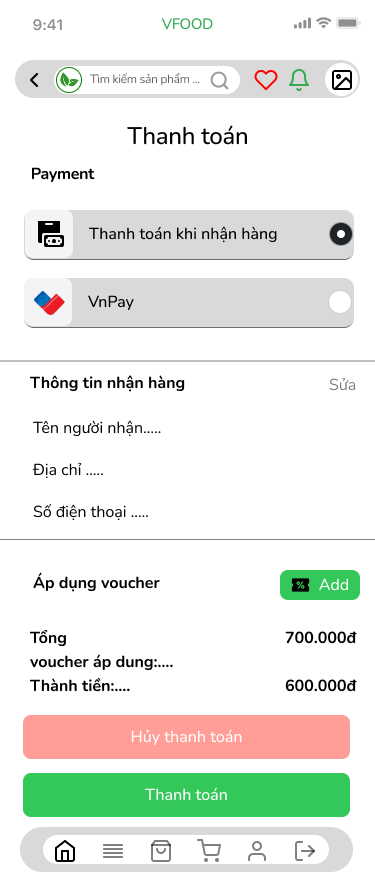 9:41
VFOOD
Tìm kiếm sản phẩm ...
Thanh toán
Payment
Thanh toán khi nhận hàng
VnPay
Thông tin nhận hàng
Sửa
Tên người nhận.....
Địa chỉ .....
Số điện thoại .....
Áp dụng voucher
% Add
Tổng 700.000đ
voucher áp dung:....
Thành tiền:.... 600.000đ
Hủy thanh toán
Thanh toán